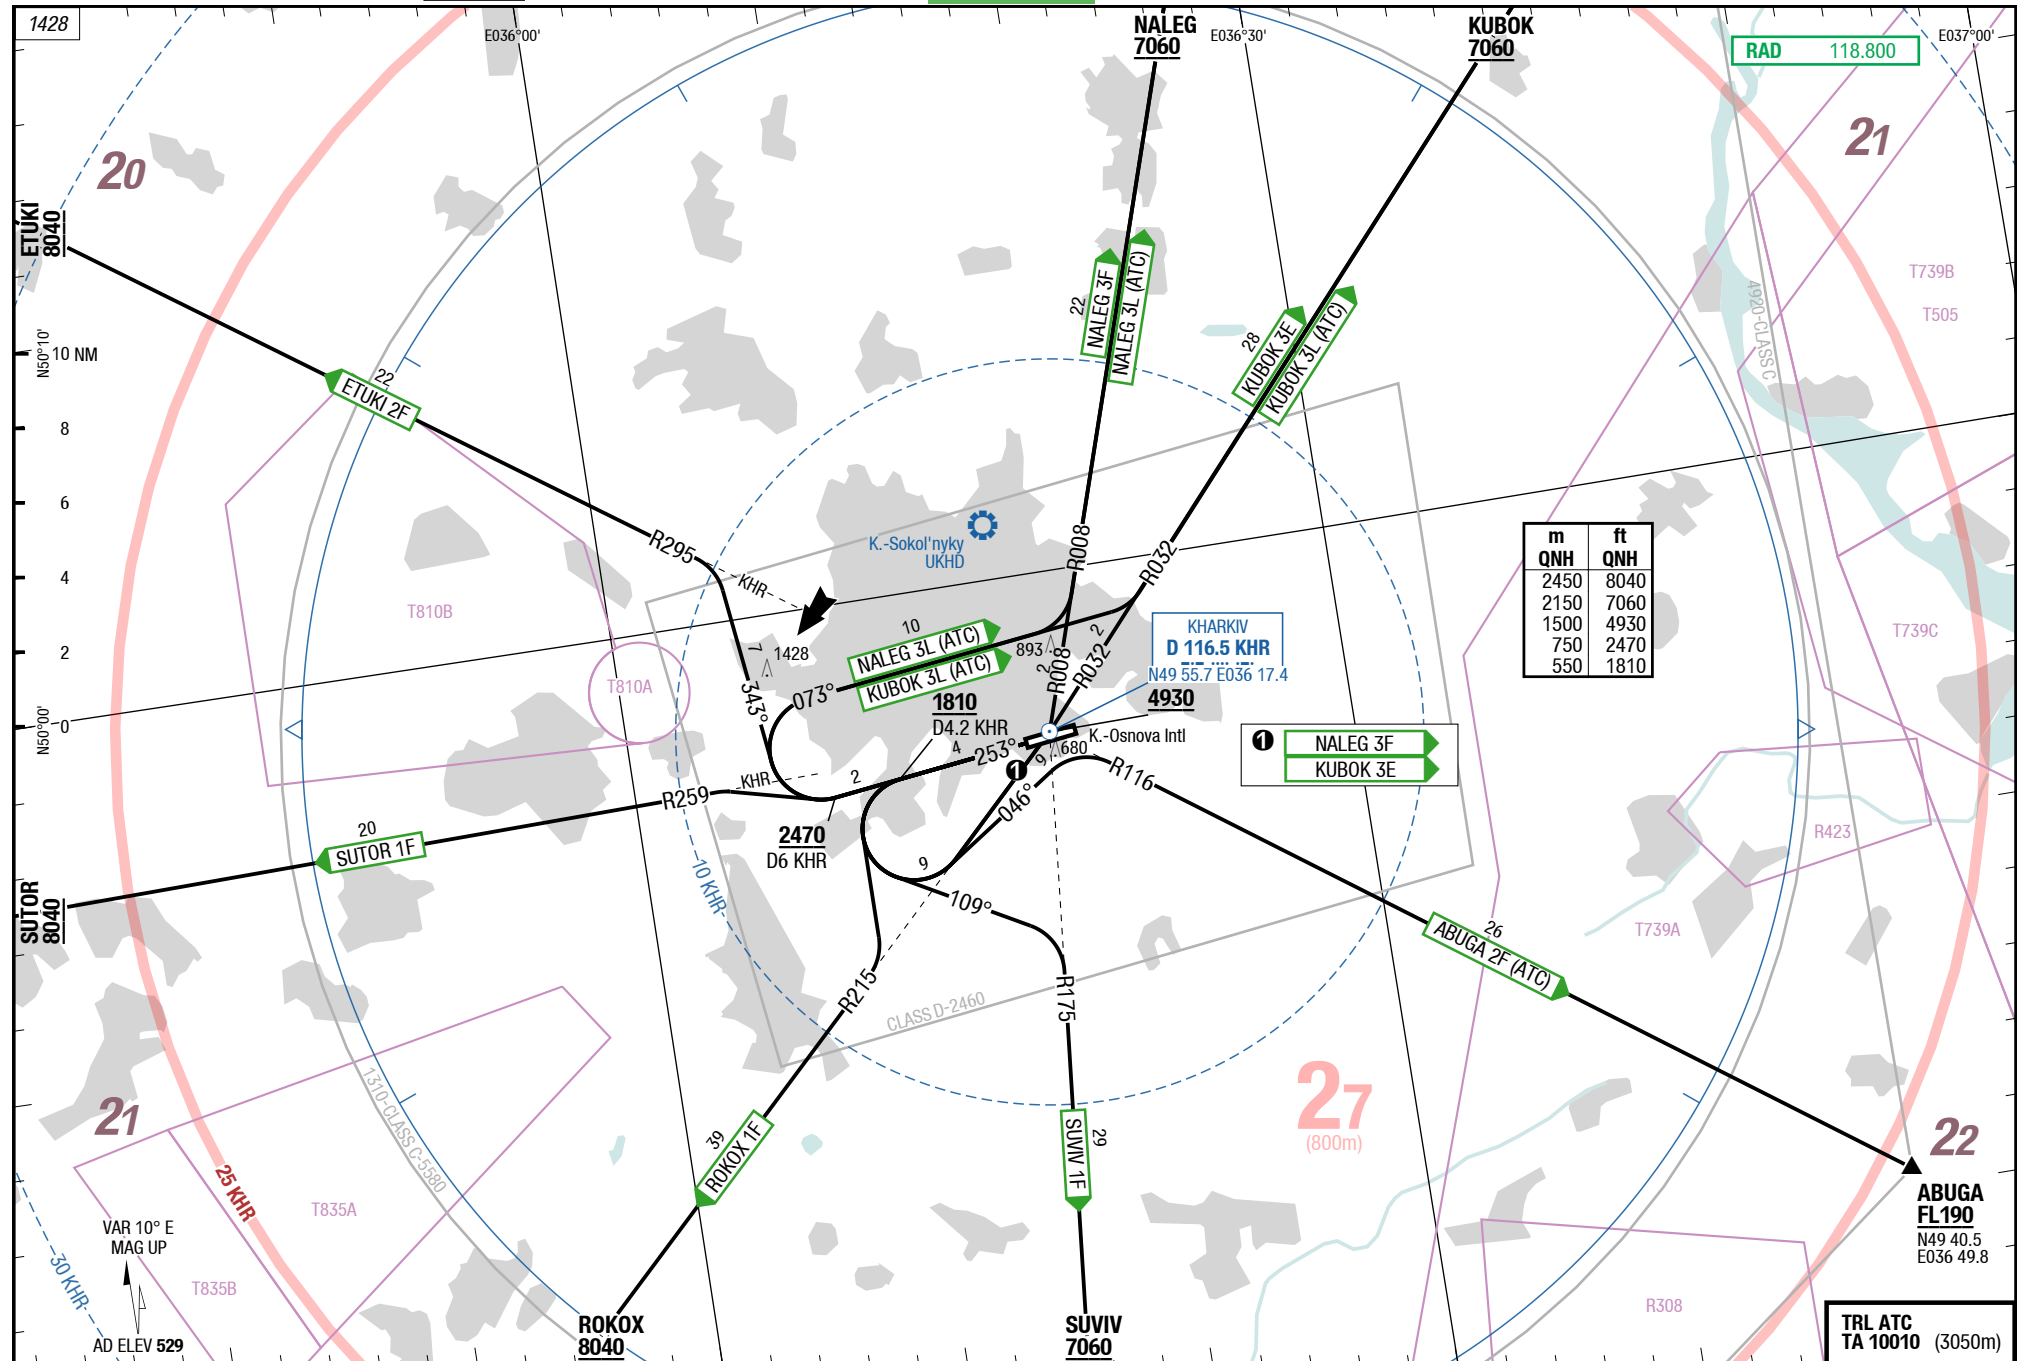 1428
E036°00'
NALEG
7060
E036°30'
KUBOK
7060
RAD 118.800
E037°00'
20
21
ETUKI
8040
T739B
T505
4920-CLASS C
22
NALEG 3F
NALEG 3L (ATC)
28
KUBOK 3E
KUBOK 3L (ATC)
N50°10'
10 NM
8
6
4
2
0
N50°00'
22
ETUKI 2F
R295
KHR
K.-Sokol'nyky
UKHD
R008
R032
m ft
QNH QNH
2450 8040
2150 7060
1500 4930
750 2470
550 1810
T810B
T810A
T739C
KHARKIV
D 116.5 KHR
N49 55.7 E036 17.4
4930
10
NALEG 3L (ATC)
KUBOK 3L (ATC)
073°
893
2
R008
2
R032
7
1428
343°
1810
D4.2 KHR
4
253°
K.-Osnova Intl
680
9
1
1
NALEG 3F
KUBOK 3E
R116
046°
KHR
2
R259
2470
D6 KHR
20
SUTOR 1F
SUTOR
8040
10 KHR
9
109°
R423
T739A
26
ABUGA 2F (ATC)
R215
R175
CLASS D-2460
27
(800m)
1310-CLASS C-5580
21
22
39
ROKOX 1F
29
SUVIV 1F
25 KHR
T835A
T835B
30 KHR
VAR 10° E
MAG UP
AD ELEV 529
ROKOX
8040
SUVIV
7060
R308
ABUGA
FL190
N49 40.5
E036 49.8
TRL ATC
TA 10010 (3050m)